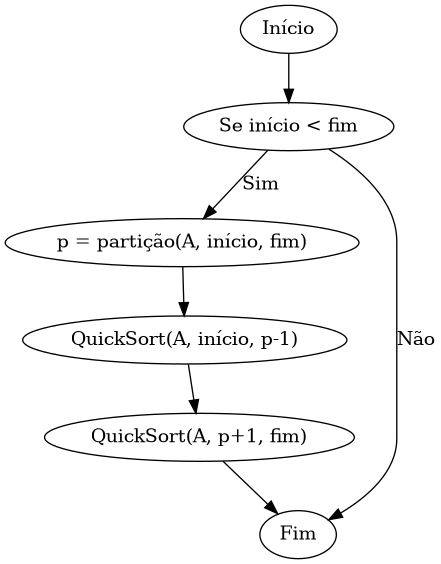 Início
Se início < fim
Sim
p = partição(A, início, fim)
QuickSort(A, início, p-1)
Não
QuickSort(A, p+1, fim)
Fim